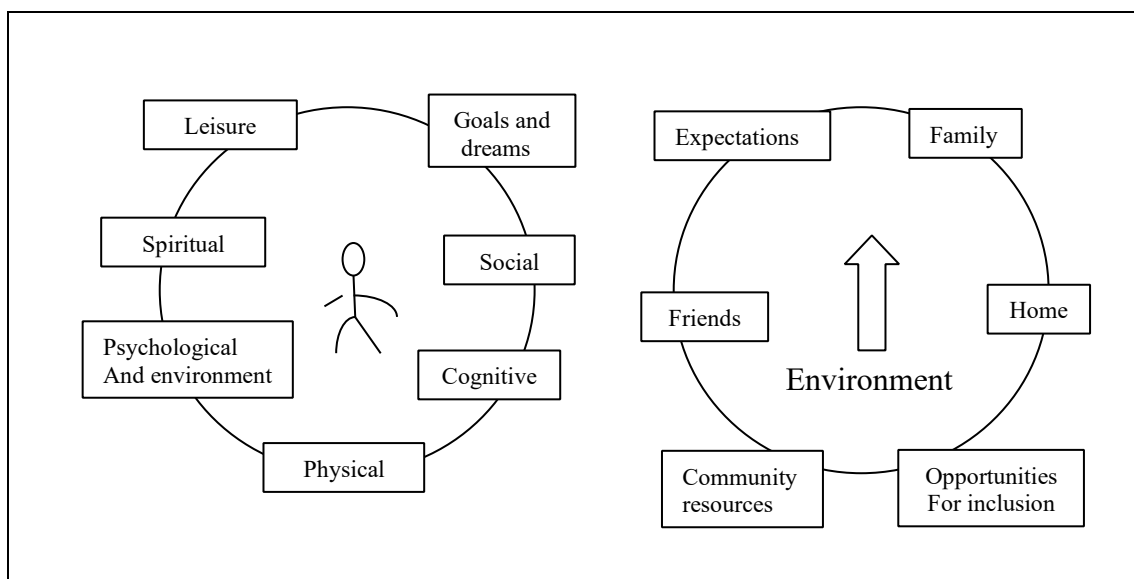 Leisure
Goals and
dreams
Spiritual
Social
Psychological
And environment
Cognitive
Physical
Expectations
Family
Friends
Home
Environment
Community
resources
Opportunities
For inclusion